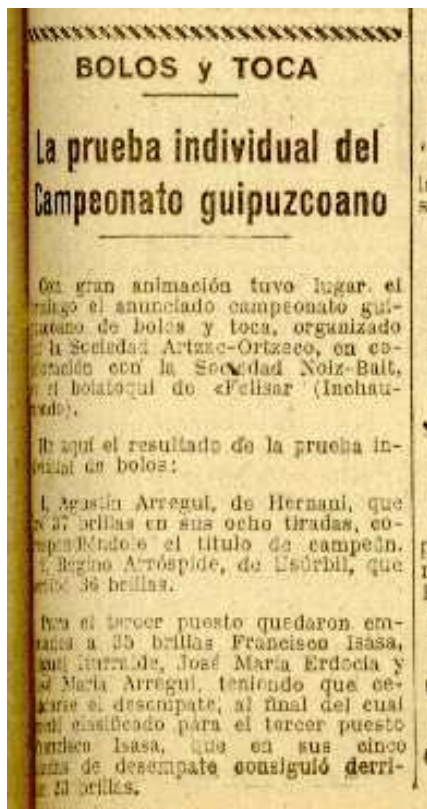 BOLOS y TOCA
La prueba individual del
Campeonato guipuzcoano
Con gran animación tuvo lugar el
el anunciado campeonato gui-
de bolos y toca, organizado
la Sociedad Artzac-Ortzeco, en co-
con la Sociedad Noiz-Bait,
el bolatoqui de «Felisar (Inchau-
He aquí el resultado de la prueba in-
de bolos:
1, Agustín Arregui, de Hernani, que
37 brillas en sus ocho tiradas, co-
el título de campeón.
Regino Arróspide, de Usúrbil, que
36 brillas.
Para el tercer puesto quedaron em-
a 35 brillas Francisco Isasa,
José María Erdocia y
María Arregui, teniendo que ce-
el desempate, al final del cual
clasificado para el tercer puesto
Isasa, que en sus cinco
de desempate consiguió derri-
brillas.